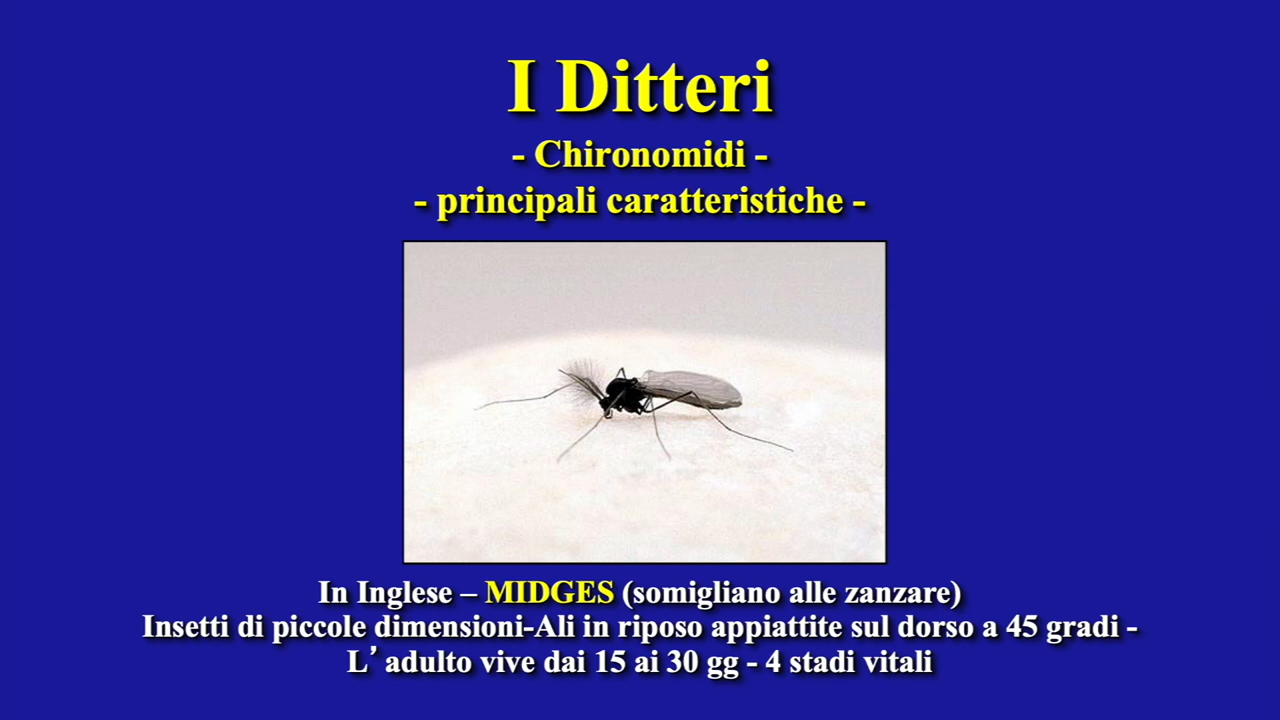 I Ditteri
- Chironomidi -
- principali caratteristiche -
In Inglese – MIDGES (somigliano alle zanzare)
Insetti di piccole dimensioni-Ali in riposo appiattite sul dorso a 45 gradi -
L’adulto vive dai 15 ai 30 gg - 4 stadi vitali